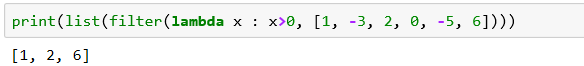 print(list(filter(lambda x : x>0, [1, -3, 2, 0, -5, 6])))
[1, 2, 6]